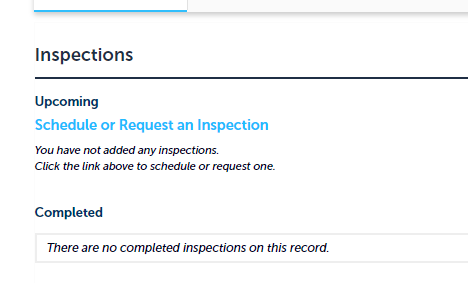 Inspections
Upcoming
Schedule or Request an Inspection
You have not added any inspections.
Click the link above to schedule or request one.
Completed
There are no completed inspections on this record.